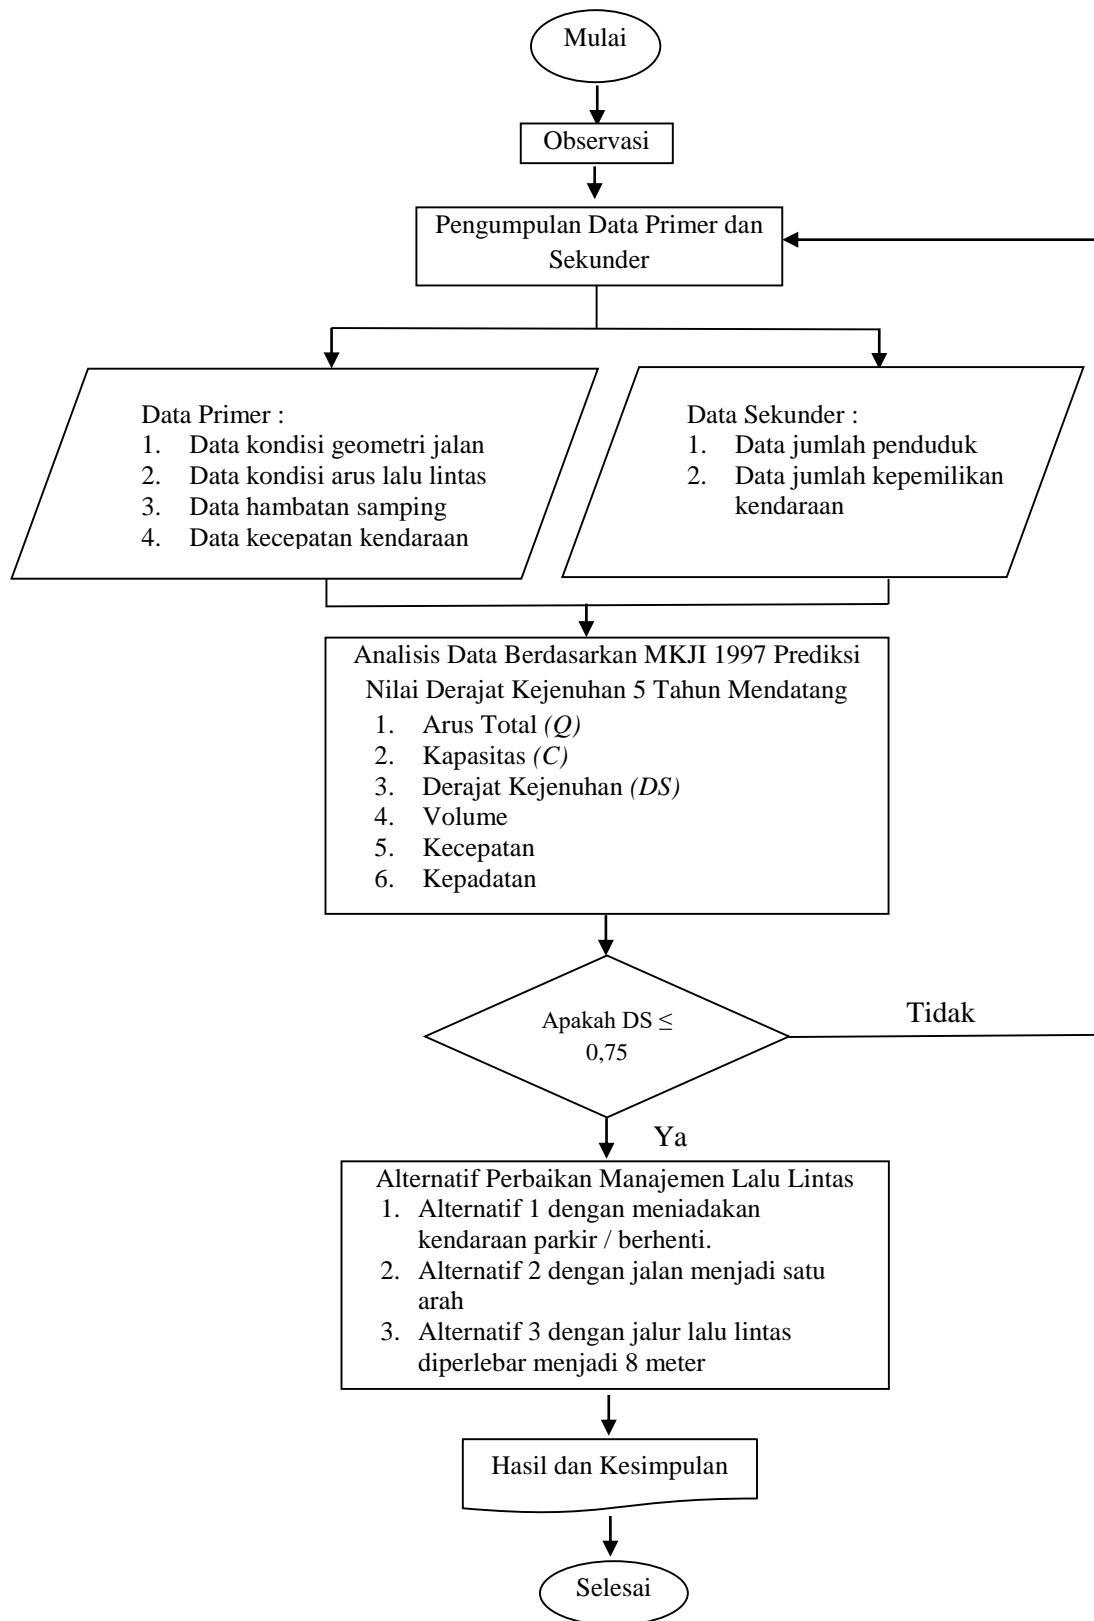 Mulai
Observasi
Pengumpulan Data Primer dan
Sekunder
Data Primer :
1. Data kondisi geometri jalan
2. Data kondisi arus lalu lintas
3. Data hambatan samping
4. Data kecepatan kendaraan
Data Sekunder :
1. Data jumlah penduduk
2. Data jumlah kepemilikan
kendaraan
Analisis Data Berdasarkan MKJI 1997 Prediksi
Nilai Derajat Kejenuhan 5 Tahun Mendatang
1. Arus Total (Q)
2. Kapasitas (C)
3. Derajat Kejenuhan (DS)
4. Volume
5. Kecepatan
6. Kepadatan
Apakah DS ≤
0,75
Tidak
Ya
Alternatif Perbaikan Manajemen Lalu Lintas
1. Alternatif 1 dengan meniadakan
kendaraan parkir / berhenti.
2. Alternatif 2 dengan jalan menjadi satu
arah
3. Alternatif 3 dengan jalur lalu lintas
diperlebar menjadi 8 meter
Hasil dan Kesimpulan
Selesai